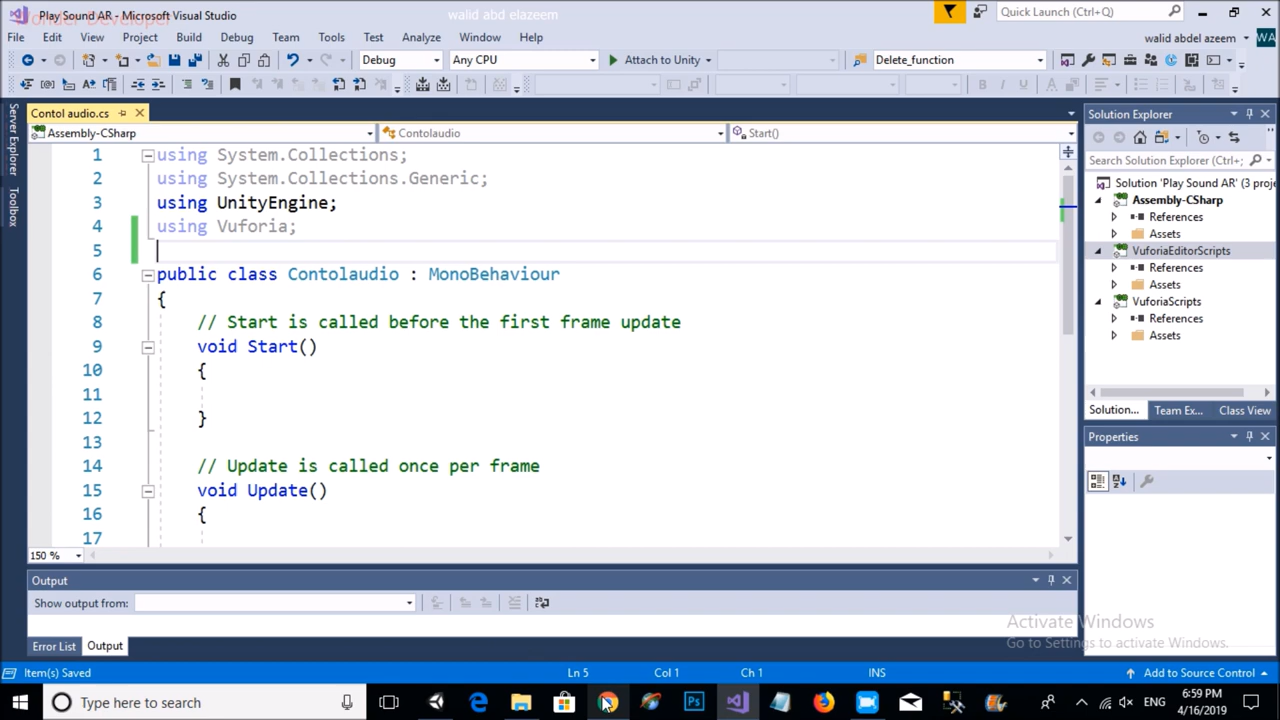 Play Sound AR - Microsoft Visual Studio
Wonder Developer
walid abd elazeem
Quick Launch (Ctrl+Q)
File Edit View Project Build Debug Team Tools Test Analyze Window Help
walid abdel azeem
WA
Debug Any CPU Attach to Unity Delete_function
Server Explorer
Toolbox
Contol audio.cs
Assembly-CSharp Contolaudio Start()
1 using System.Collections;
2 using System.Collections.Generic;
3 using UnityEngine;
4 using Vuforia;
5
6 public class Contolaudio : MonoBehaviour
7 {
8 // Start is called before the first frame update
9 void Start()
10 {
11
12 }
13
14 // Update is called once per frame
15 void Update()
16 {
17
150 %
Solution Explorer
Search Solution Explorer (Ctrl+;)
Solution 'Play Sound AR' (3 proje
Assembly-CSharp
References
Assets
VuforiaEditorScripts
References
Assets
VuforiaScripts
References
Assets
Solution... Team Ex... Class View
Properties
Output
Show output from:
Error List Output
Activate Windows
Go to Settings to activate Windows.
Item(s) Saved Ln 5 Col 1 Ch 1 INS Add to Source Control
Type here to search
Ps
ENG
6:59 PM
4/16/2019